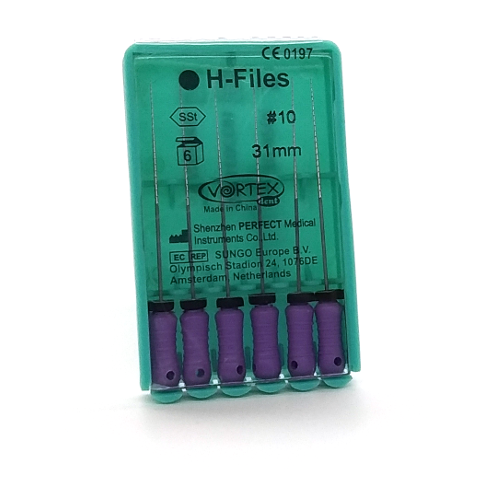 CE 0197
H-Files
SSt
#10
6
31mm
VORTEX
dent
Made in China
Shenzhen PERFECT Medical
Instruments Co.,Ltd.
EC REP
SUNGO Europe B.V.
Olympisch Stadion 24, 1076DE
Amsterdam, Netherlands